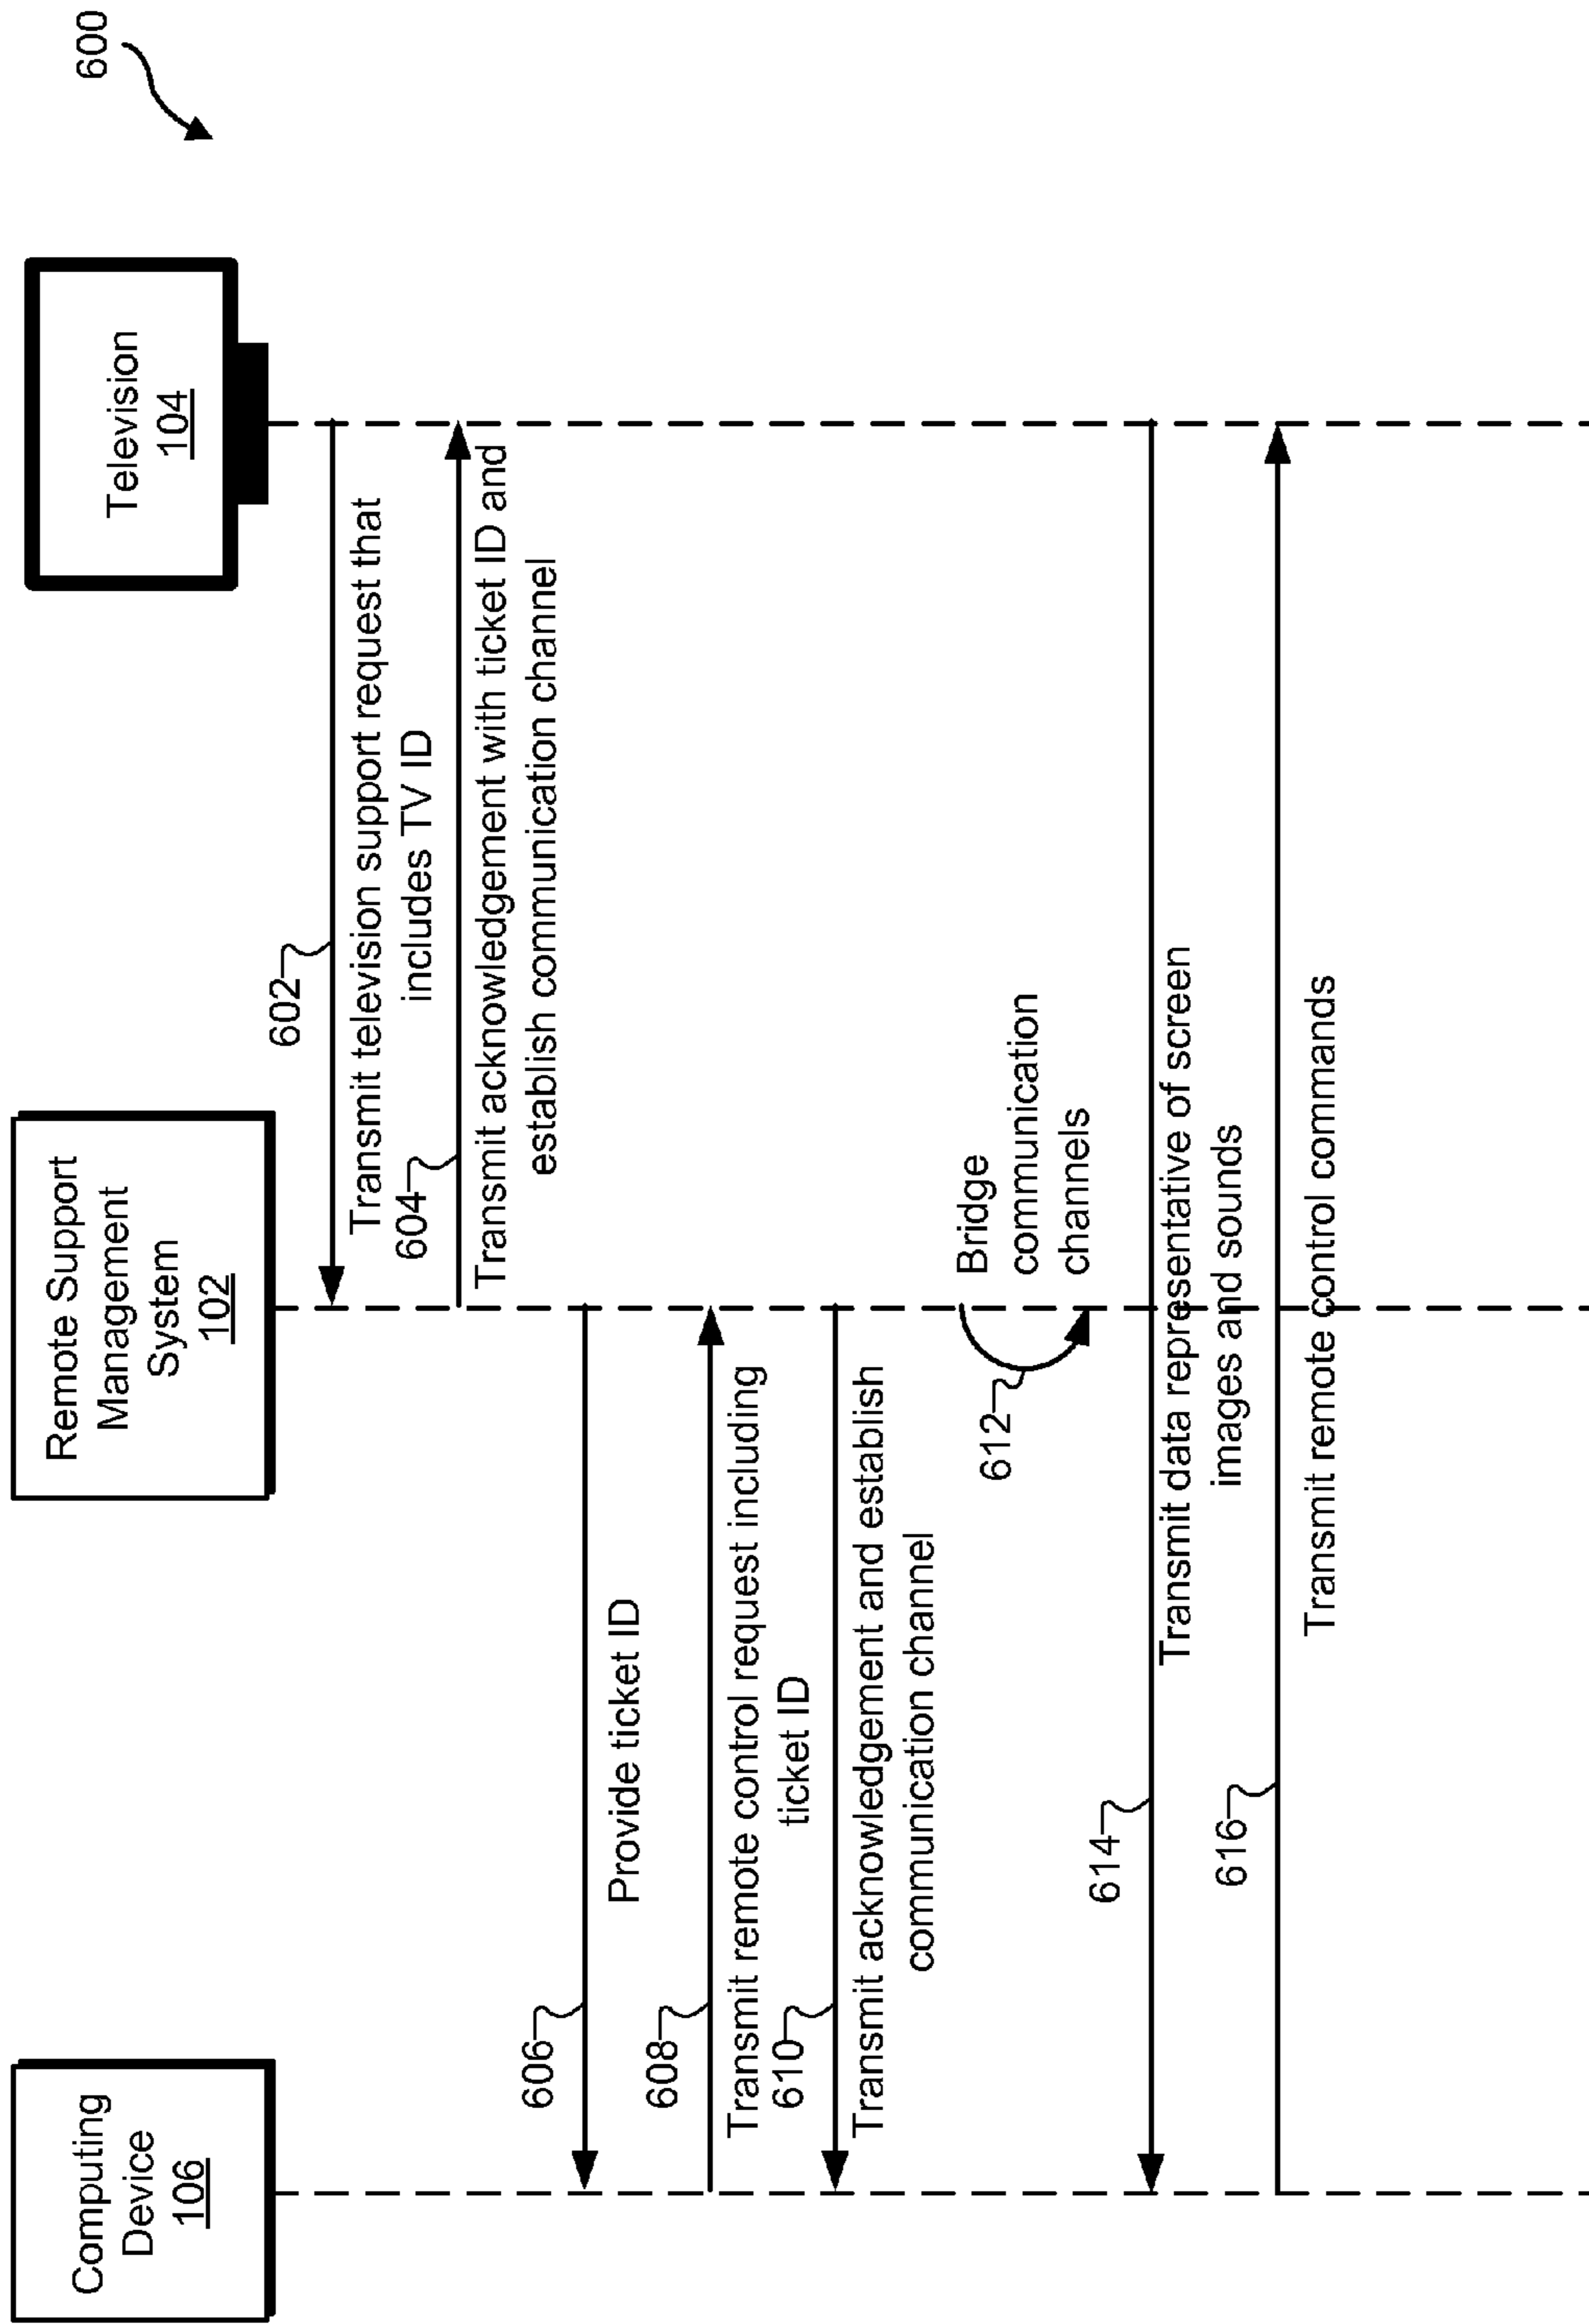 600
Computing
Device
106
Remote Support
Management
System
102
Television
104
602
Transmit television support request that
includes TV ID
604
Transmit acknowledgement with ticket ID and
establish communication channel
606
Provide ticket ID
608
Transmit remote control request including
ticket ID
610
Transmit acknowledgement and establish
communication channel
612
Bridge
communication
channels
614
Transmit data representative of screen
images and sounds
616
Transmit remote control commands